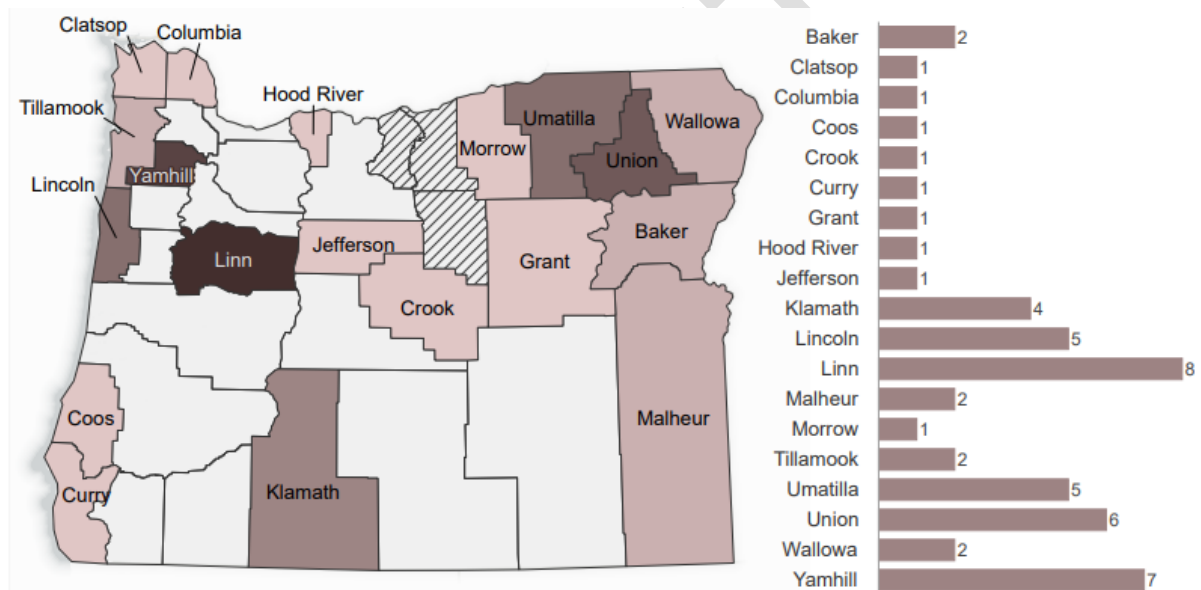 Clatsop
Columbia
Hood River
Tillamook
Umatilla
Wallowa
Morrow
Union
Yamhill
Lincoln
Baker
Jefferson
Linn
Grant
Crook
Coos
Malheur
Klamath
Curry
Baker 2
Clatsop 1
Columbia 1
Coos 1
Crook 1
Curry 1
Grant 1
Hood River 1
Jefferson 1
Klamath 4
Lincoln 5
Linn 8
Malheur 2
Morrow 1
Tillamook 2
Umatilla 5
Union 6
Wallowa 2
Yamhill 7